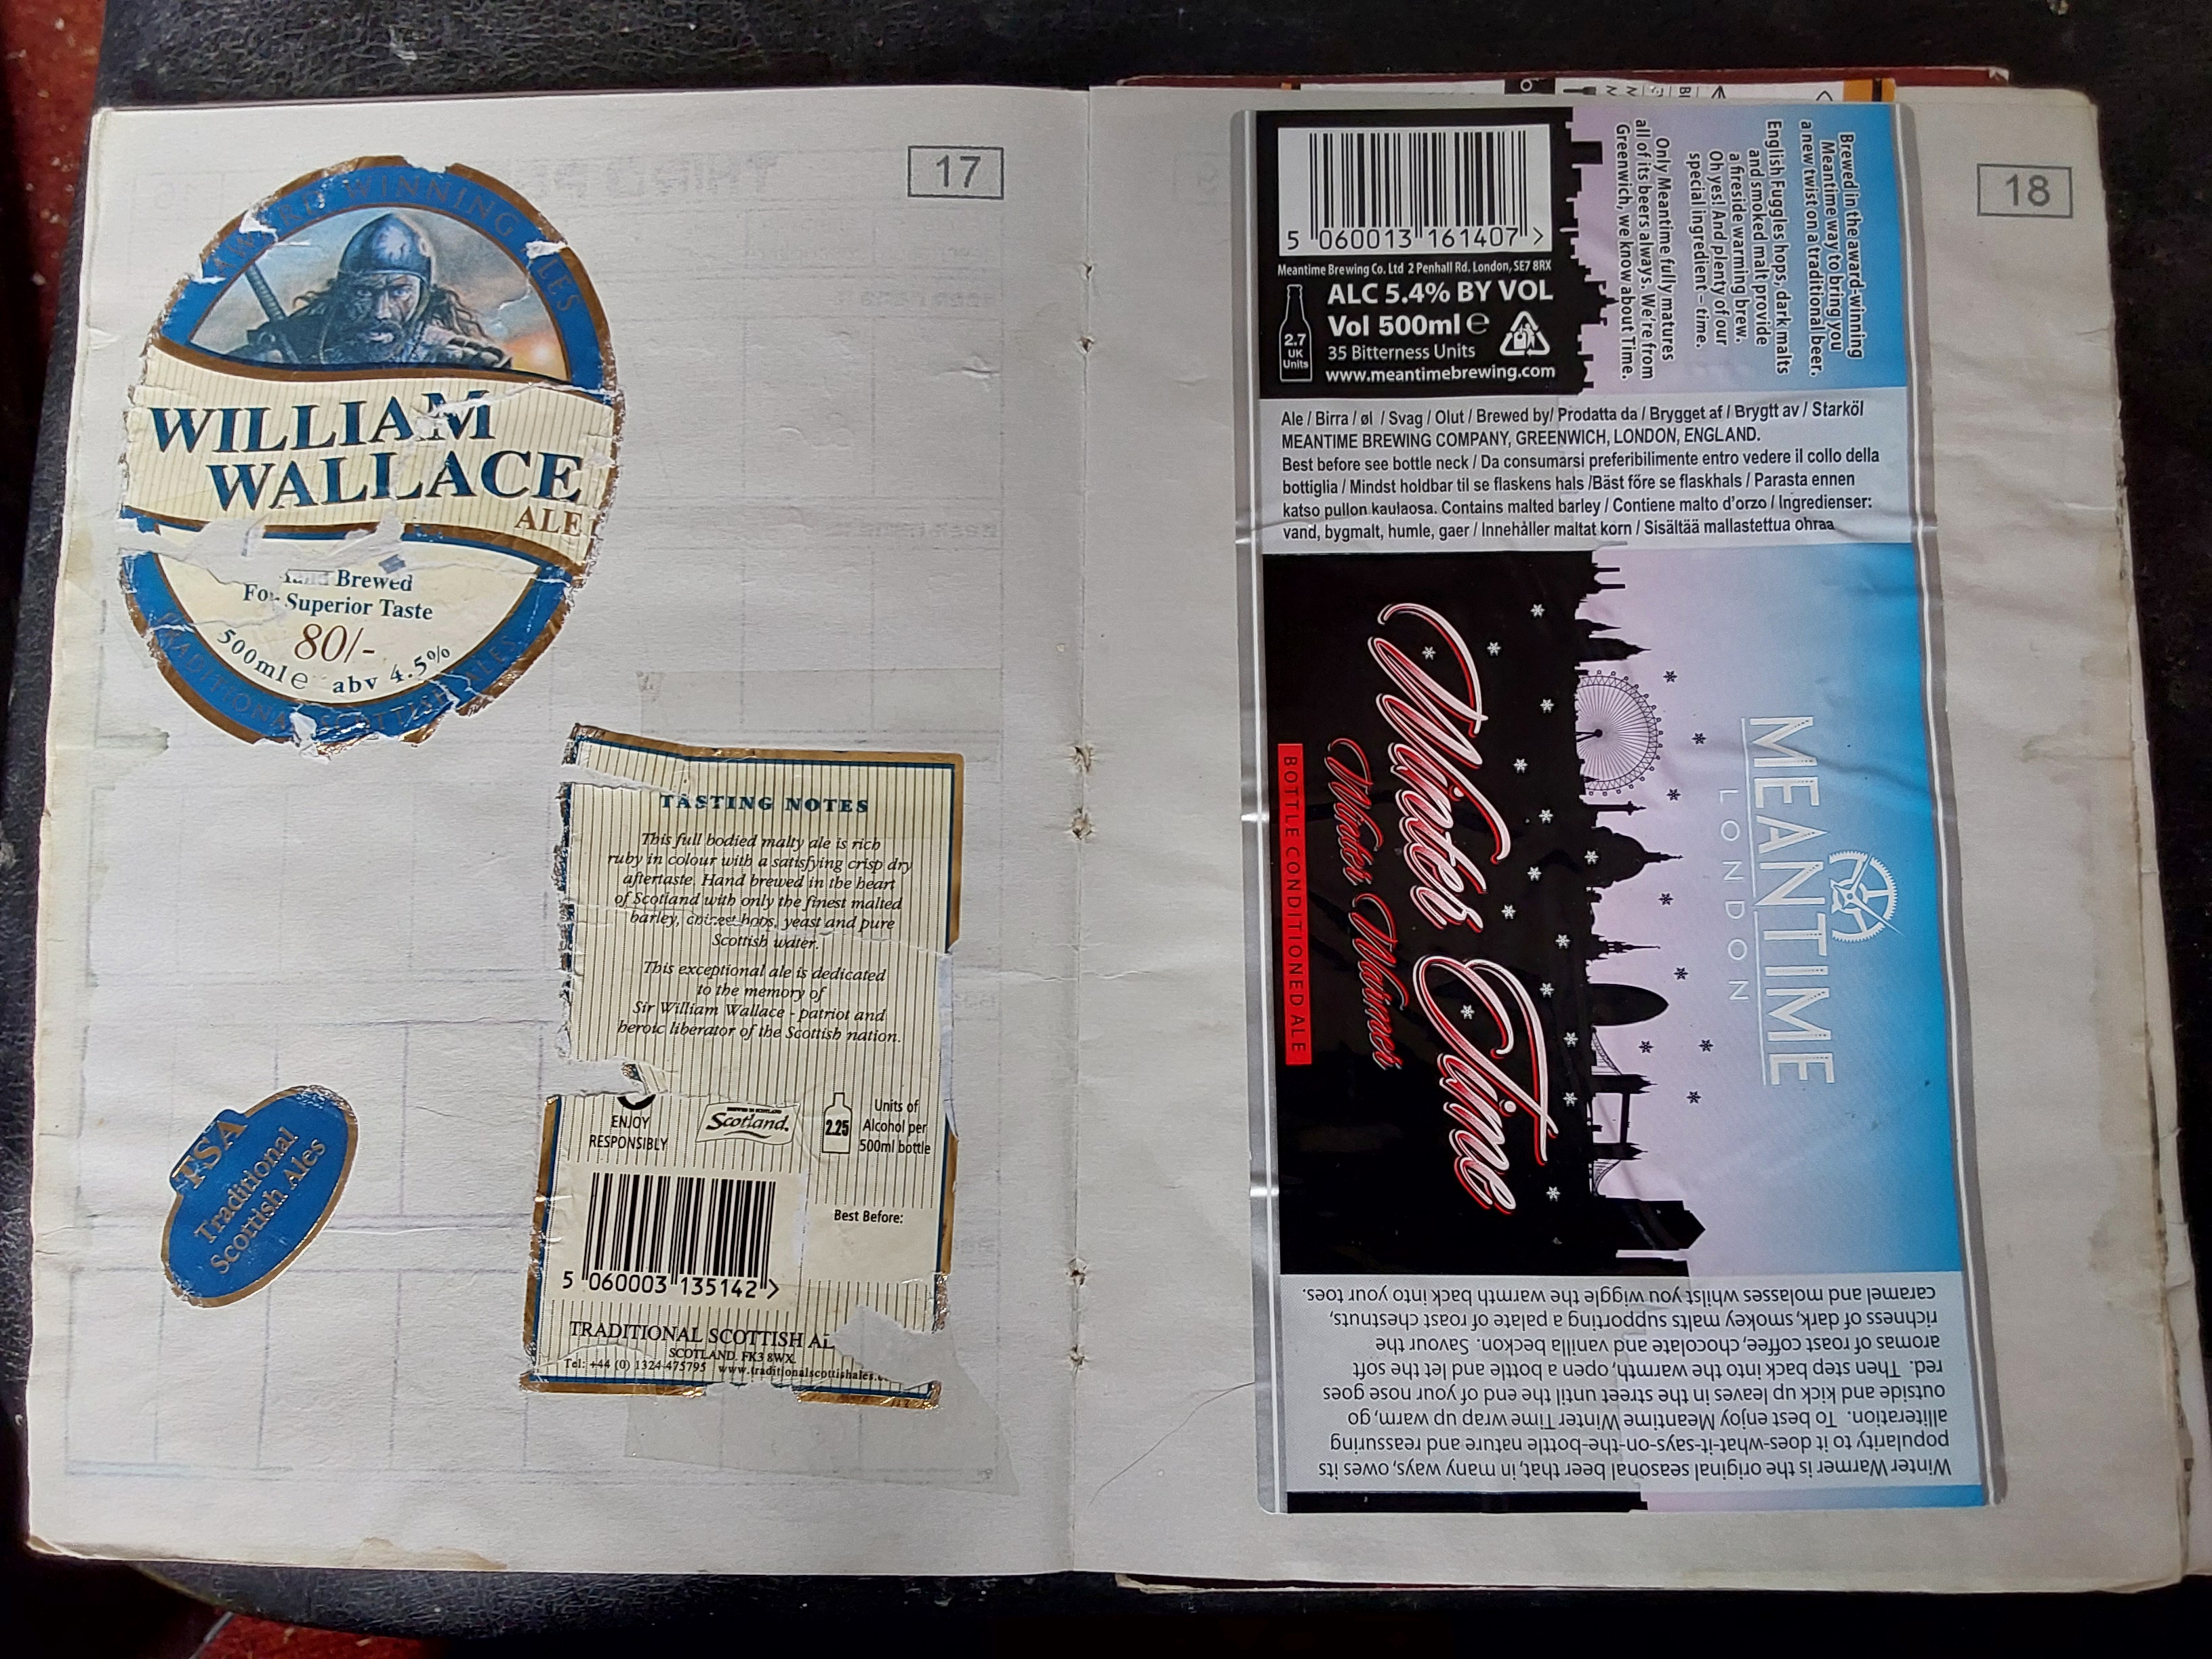 17
AWARD WINNING ALES
WILLIAM
WALLACE
ALE
Brewed
For Superior Taste
80/-
500ml e abv 4.5%
TRADITIONAL SCOTTISH ALES
TASTING NOTES
This full bodied malty ale is rich
ruby in colour with a satisfying crisp dry
aftertaste. Hand brewed in the heart
of Scotland with only the finest malted
barley, hops, yeast and pure
Scottish water.
This exceptional ale is dedicated
to the memory of
Sir William Wallace - patriot and
heroic liberator of the Scottish nation.
ENJOY
RESPONSIBLY
BREWED IN SCOTLAND
Scotland.
2.25
Units of
Alcohol per
500ml bottle
Best Before:
5 060003 135142 >
TRADITIONAL SCOTTISH AL
SCOTLAND. FK3 8WX.
Tel: +44 (0) 1324-475795 www.traditionalscottishales.
TSA
Traditional
Scottish Ales
18
5 060013 161407 >
Meantime Brewing Co. Ltd 2 Penhall Rd. London, SE7 8RX
ALC 5.4% BY VOL
Vol 500ml e
35 Bitterness Units
www.meantimebrewing.com
2.7
UK
Units
Brewed in the award-winning
Meantime way to bring you
a new twist on a traditional beer.
English Fuggles hops, dark malts
and smoked malt provide
a fireside warming brew.
Oh yes! And plenty of our
special ingredient – time.
Only Meantime fully matures
all of its beers always. We're from
Greenwich, we know about Time.
Ale / Birra / øl / Svag / Olut / Brewed by/ Prodatta da / Brygget af / Brygtt av / Starköl
MEANTIME BREWING COMPANY, GREENWICH, LONDON, ENGLAND.
Best before see bottle neck / Da consumarsi preferibilimente entro vedere il collo della
bottiglia / Mindst holdbar til se flaskens hals /Bäst före se flaskhals / Parasta ennen
katso pullon kaulaosa. Contains malted barley / Contiene malto d'orzo / Ingredienser:
vand, bygmalt, humle, gaer / Innehåller maltat korn / Sisältää mallastettua ohraa
MEANTIME
LONDON
Winter Time
Winter Warmer
BOTTLE CONDITIONED ALE
Winter Warmer is the original seasonal beer that, in many ways, owes its
popularity to it does-what-it-says-on-the-bottle nature and reassuring
alliteration. To best enjoy Meantime Winter Time wrap up warm, go
outside and kick up leaves in the street until the end of your nose goes
red. Then step back into the warmth, open a bottle and let the soft
aromas of roast coffee, chocolate and vanilla beckon. Savour the
richness of dark, smokey malts supporting a palate of roast chestnuts,
caramel and molasses whilst you wiggle the warmth back into your toes.